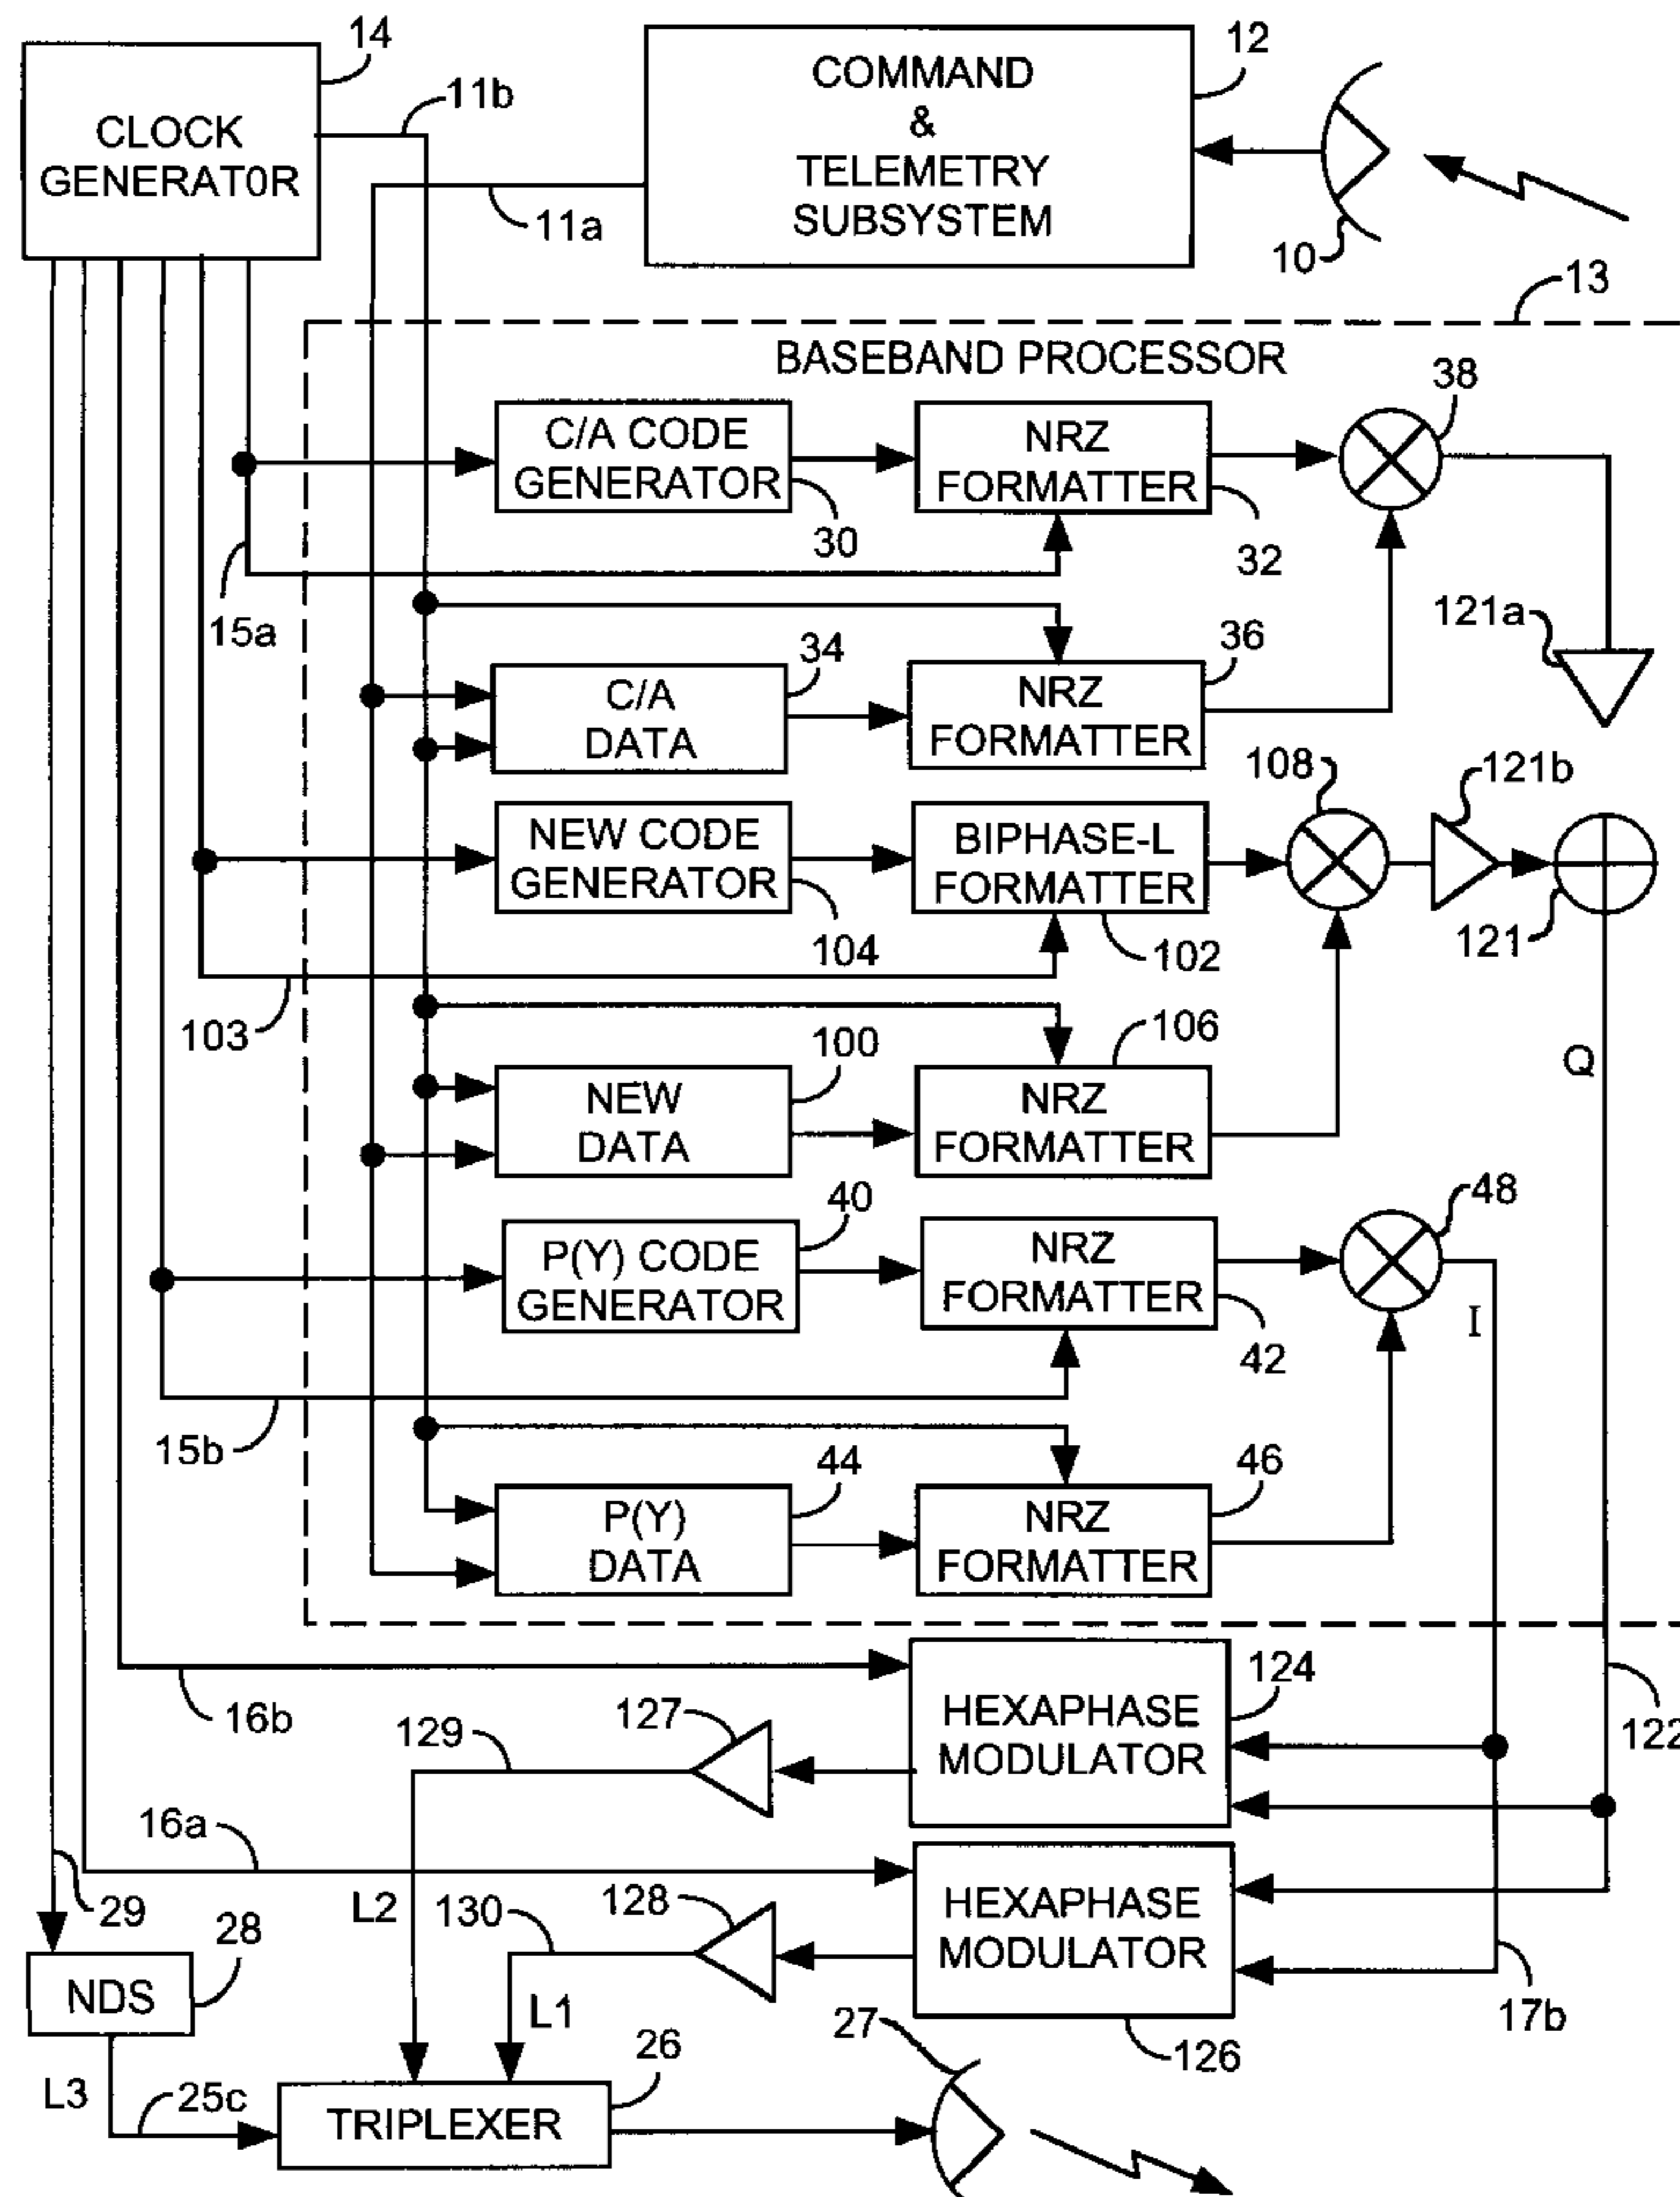 14
12
COMMAND
&
TELEMETRY
SUBSYSTEM
CLOCK
GENERAT0R
11b
11a
10
13
BASEBAND PROCESSOR
38
C/A CODE
GENERATOR
NRZ
FORMATTER
30
32
15a
121a
34
36
C/A
DATA
NRZ
FORMATTER
108
121b
NEW CODE
GENERATOR
BIPHASE-L
FORMATTER
104
102
121
103
100
106
Q
NEW
DATA
NRZ
FORMATTER
40
48
P(Y) CODE
GENERATOR
NRZ
FORMATTER
I
42
15b
44
46
P(Y)
DATA
NRZ
FORMATTER
124
16b
129
127
HEXAPHASE
MODULATOR
122
16a
29
L2
130
128
HEXAPHASE
MODULATOR
28
NDS
L1
27
17b
26
126
L3
25c
TRIPLEXER